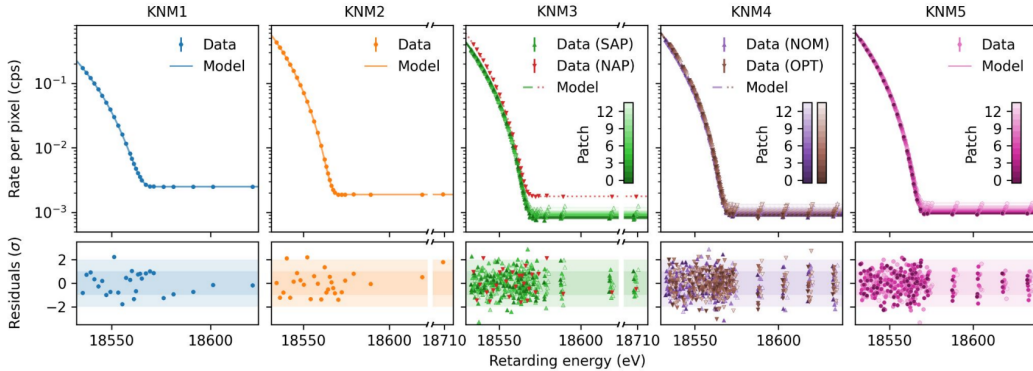 KNM1 KNM2 KNM3 KNM4 KNM5
Rate per pixel (cps)
10⁻¹
10⁻²
10⁻³
Data
Model
Data
Model
Data (SAP)
Data (NAP)
Model
Patch
12
9
6
3
0
Data (NOM)
Data (OPT)
Model
Patch
12
9
6
3
0
Data
Model
Patch
12
9
6
3
0
Residuals (σ)
2
0
−2
18550 18600 18550 18600 18710 18550 18600 18710 18550 18600 18550 18600
Retarding energy (eV)